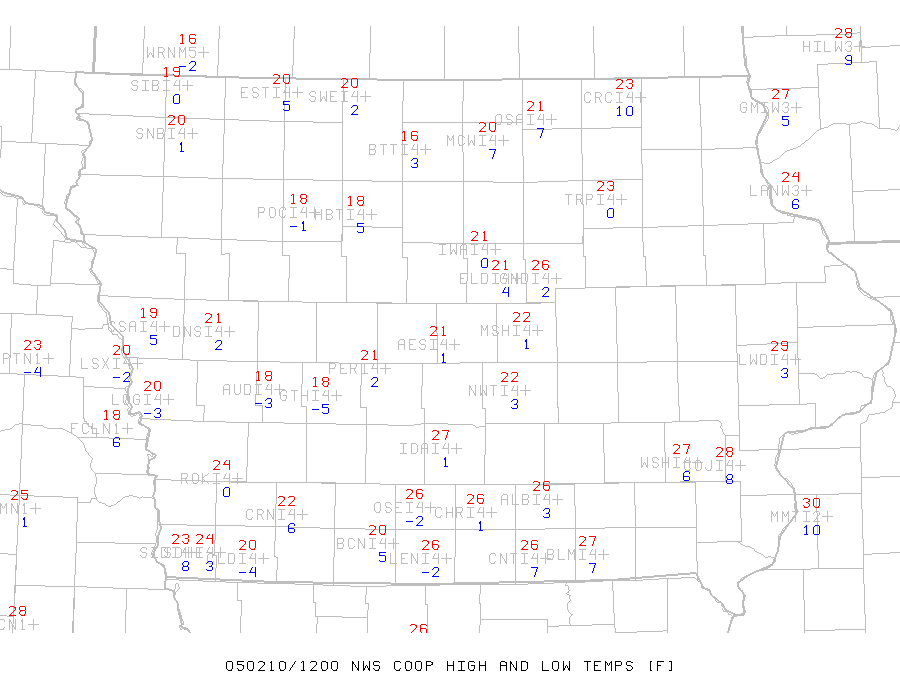 16
WRNM5+
-2
28
HILW3+
9
19
SIBI4+
0
20
ESTI4+
5
20
SWEI4+
2
23
CRCI4+
10
27
GMIW3+
5
20
SNBI4+
1
21
OSAI4+
7
20
MCWI4+
7
16
BTTI4+
3
24
LANW3+
6
23
TRPI4+
0
18
POCI4+
-1
18
HBTI4+
5
21
IWAI4+
0
21
4
26
GNDI4+
2
19
SSAI4+
5
21
DNSI4+
2
21
AESI4+
1
22
MSHI4+
1
23
PTN1+
-4
20
LSXI4+
-2
21
PERI4+
2
29
LWDI4+
3
20
LOGI4+
-3
18
AUDI4+
-3
18
GTHI4+
-5
22
NWTI4+
3
18
FCLN1+
6
27
IDAI4+
1
27
WSHI4+
6
28
8
24
ROKI4+
0
25
MN1+
1
22
CRNI4+
6
26
OSEI4+
-2
26
CHRI4+
1
26
ALBI4+
3
30
10
23
8
24
3
20
-4
20
BCNI4+
5
26
LENI4+
-2
26
CNTI4+
7
27
BLMI4+
7
28
CN1+
26
050210/1200 NWS COOP HIGH AND LOW TEMPS [F]